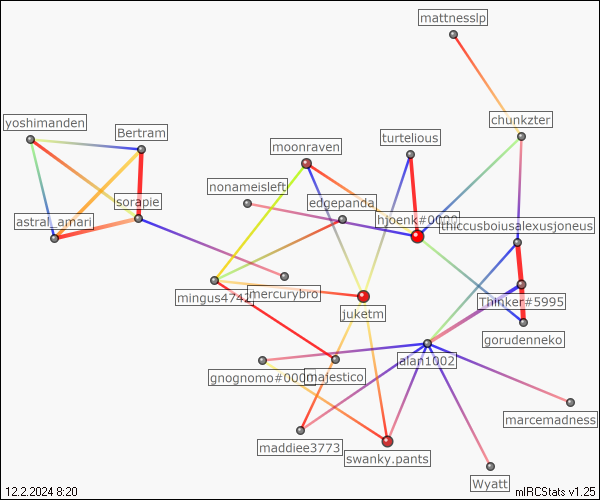 mattnesslp
chunkzter
yoshimanden
Bertram
turtelious
moonraven
nonameisleft
edgepanda
sorapie
astral_amari
hjoenk#0000
thiccusboiusalexusjoneus
mingus4742
mercurybro
Thinker#5995
juketm
gorudenneko
alan1002
gnognomo#0000
majestico
marcemadness
maddiee3773
swanky.pants
Wyatt
12.2.2024 8:20
mIRCStats v1.25